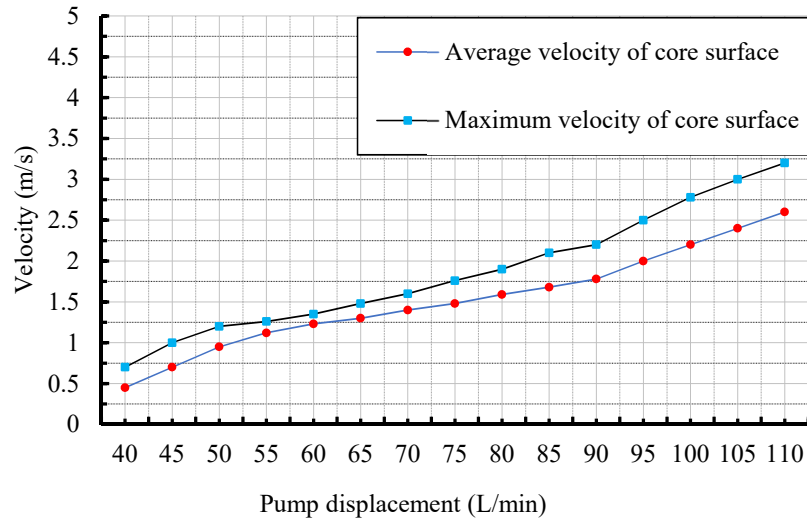 5
4.5
4
3.5
3
2.5
2
1.5
1
0.5
0
Velocity (m/s)
Average velocity of core surface
Maximum velocity of core surface
40 45 50 55 60 65 70 75 80 85 90 95 100 105 110
Pump displacement (L/min)